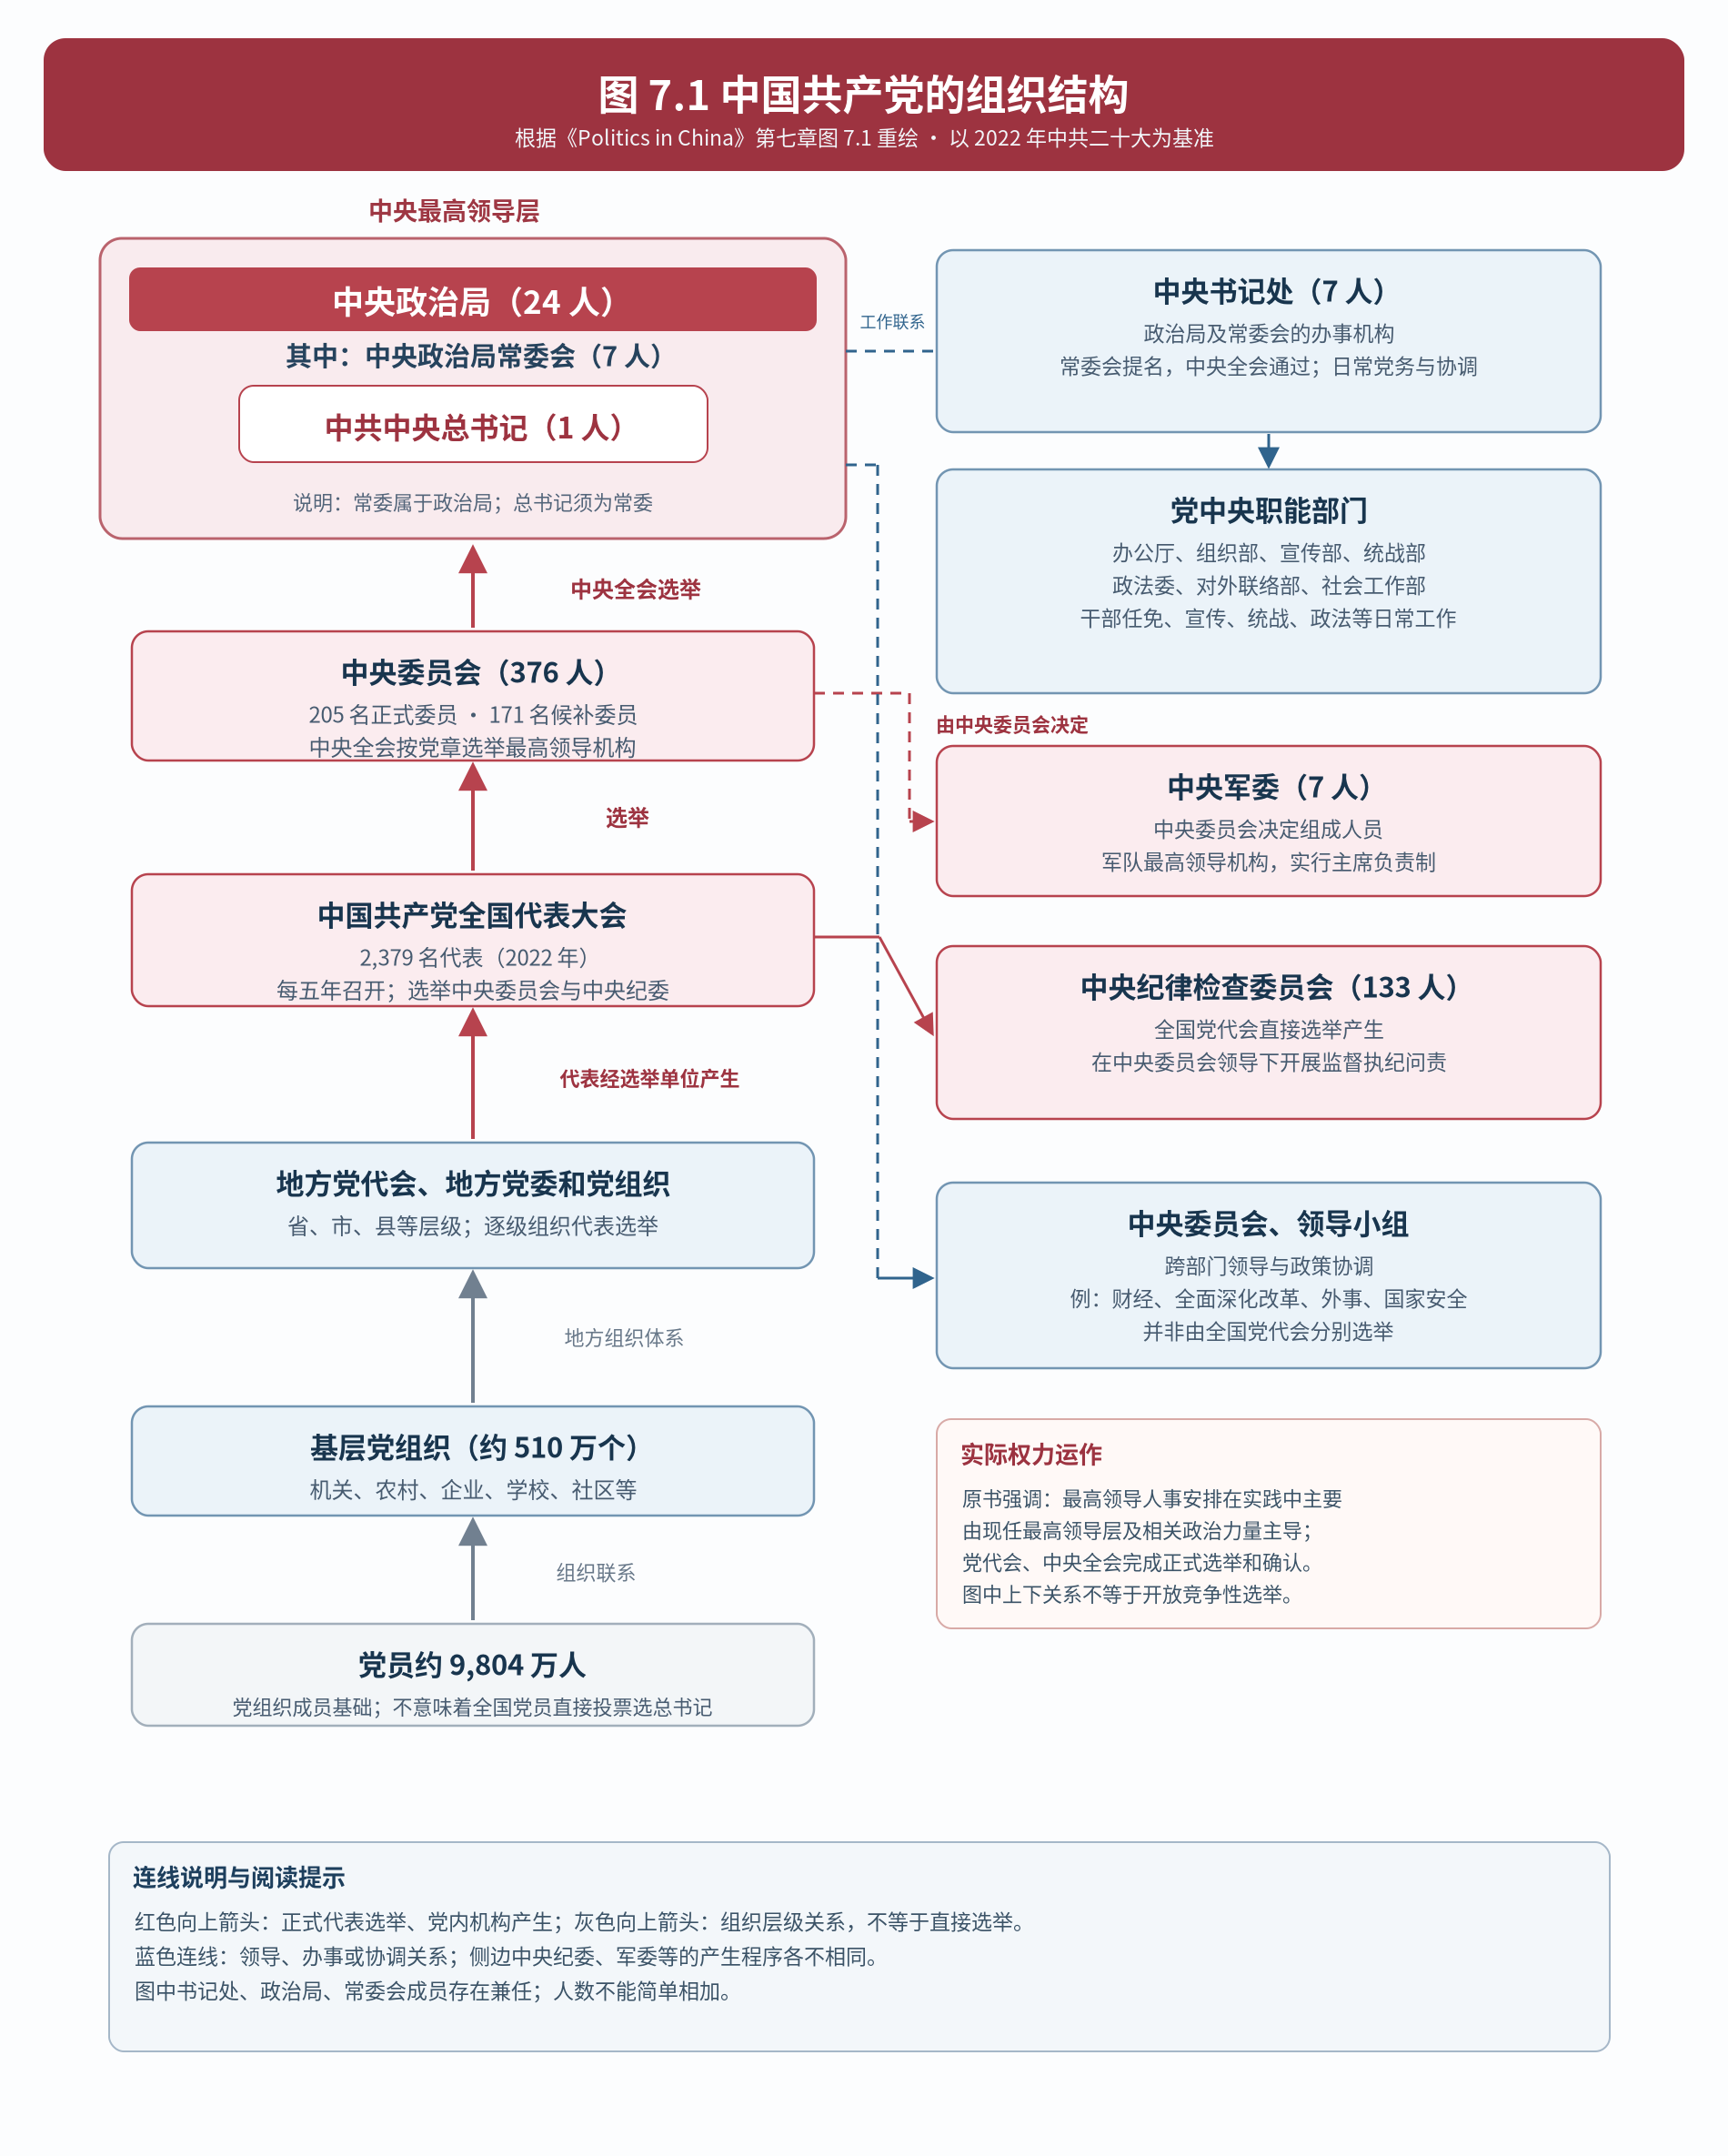 图 7.1 中国共产党的组织结构
根据《Politics in China》第七章图 7.1 重绘 · 以 2022 年中共二十大为基准
中央最高领导层
中央政治局（24 人）
其中：中央政治局常委会（7 人）
中共中央总书记（1 人）
说明：常委属于政治局；总书记须为常委
工作联系
中央书记处（7 人）
政治局及常委会的办事机构
常委会提名，中央全会通过；日常党务与协调
党中央职能部门
办公厅、组织部、宣传部、统战部
政法委、对外联络部、社会工作部
干部任免、宣传、统战、政法等日常工作
中央全会选举
中央委员会（376 人）
205 名正式委员 · 171 名候补委员
中央全会按党章选举最高领导机构
由中央委员会决定
中央军委（7 人）
中央委员会决定组成人员
军队最高领导机构，实行主席负责制
选举
中国共产党全国代表大会
2,379 名代表（2022 年）
每五年召开；选举中央委员会与中央纪委
中央纪律检查委员会（133 人）
全国党代会直接选举产生
在中央委员会领导下开展监督执纪问责
代表经选举单位产生
地方党代会、地方党委和党组织
省、市、县等层级；逐级组织代表选举
中央委员会、领导小组
跨部门领导与政策协调
例：财经、全面深化改革、外事、国家安全
并非由全国党代会分别选举
地方组织体系
基层党组织（约 510 万个）
机关、农村、企业、学校、社区等
组织联系
党员约 9,804 万人
党组织成员基础；不意味着全国党员直接投票选总书记
实际权力运作
原书强调：最高领导人事安排在实践中主要
由现任最高领导层及相关政治力量主导；
党代会、中央全会完成正式选举和确认。
图中上下关系不等于开放竞争性选举。
连线说明与阅读提示
红色向上箭头：正式代表选举、党内机构产生；灰色向上箭头：组织层级关系，不等于直接选举。
蓝色连线：领导、办事或协调关系；侧边中央纪委、军委等的产生程序各不相同。
图中书记处、政治局、常委会成员存在兼任；人数不能简单相加。